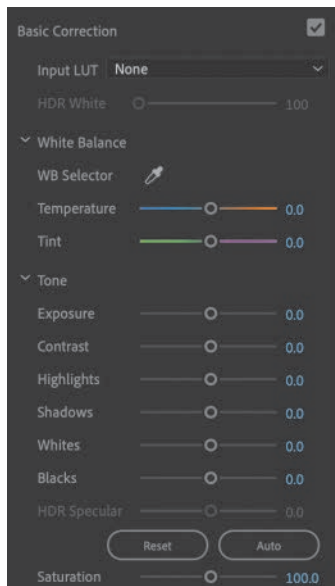 Basic Correction
Input LUT None
HDR White 100
White Balance
WB Selector
Temperature 0.0
Tint 0.0
Tone
Exposure 0.0
Contrast 0.0
Highlights 0.0
Shadows 0.0
Whites 0.0
Blacks 0.0
HDR Specular 0.0
Reset Auto
Saturation 100.0